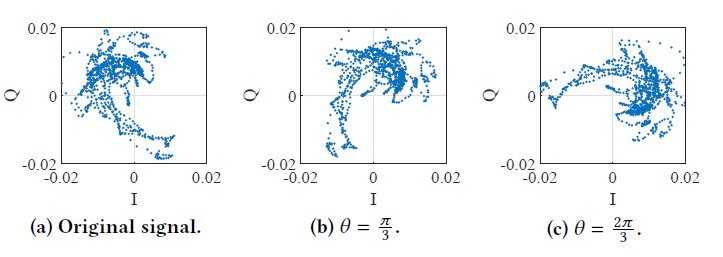 0.02 0.02 0.02
Q Q Q
0 0 0
-0.02 -0.02 -0.02
-0.02 0 0.02 -0.02 0 0.02 -0.02 0 0.02
I I I
(a) Original signal. (b) θ = π/3. (c) θ = 2π/3.